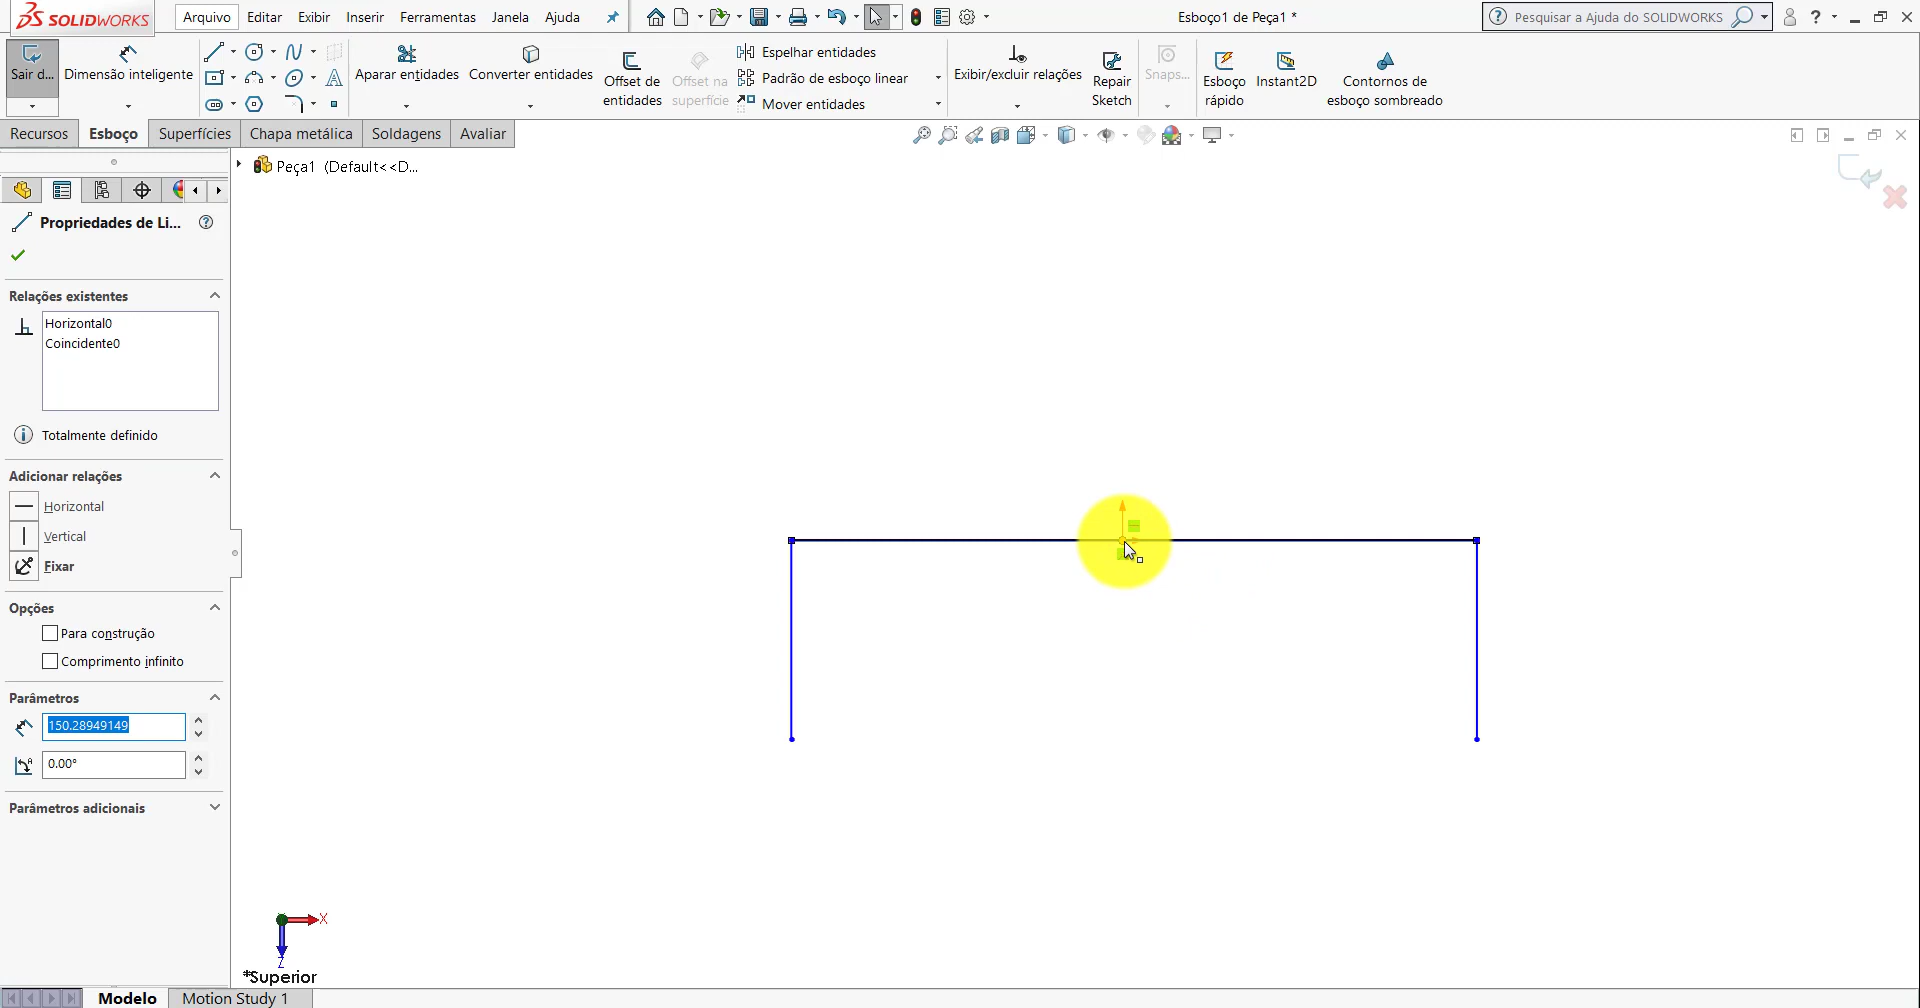 SOLIDWORKS
Arquivo Editar Exibir Inserir Ferramentas Janela Ajuda
Esboço1 de Peça1 *
Pesquisar a Ajuda do SOLIDWORKS
Sair d...
Dimensão inteligente
Aparar entidades
Converter entidades
Offset de
entidades
Offset na
superfície
Espelhar entidades
Padrão de esboço linear
Mover entidades
Exibir/excluir relações
Repair
Sketch
Snaps...
Esboço
rápido
Instant2D
Contornos de
esboço sombreado
Recursos Esboço Superfícies Chapa metálica Soldagens Avaliar
Peça1 (Default<<D...
Propriedades de Li...
Relações existentes
Horizontal0
Coincidente0
Totalmente definido
Adicionar relações
Horizontal
Vertical
Fixar
Opções
Para construção
Comprimento infinito
Parâmetros
150.28949149
0.00°
Parâmetros adicionais
X
Z
*Superior
Modelo Motion Study 1